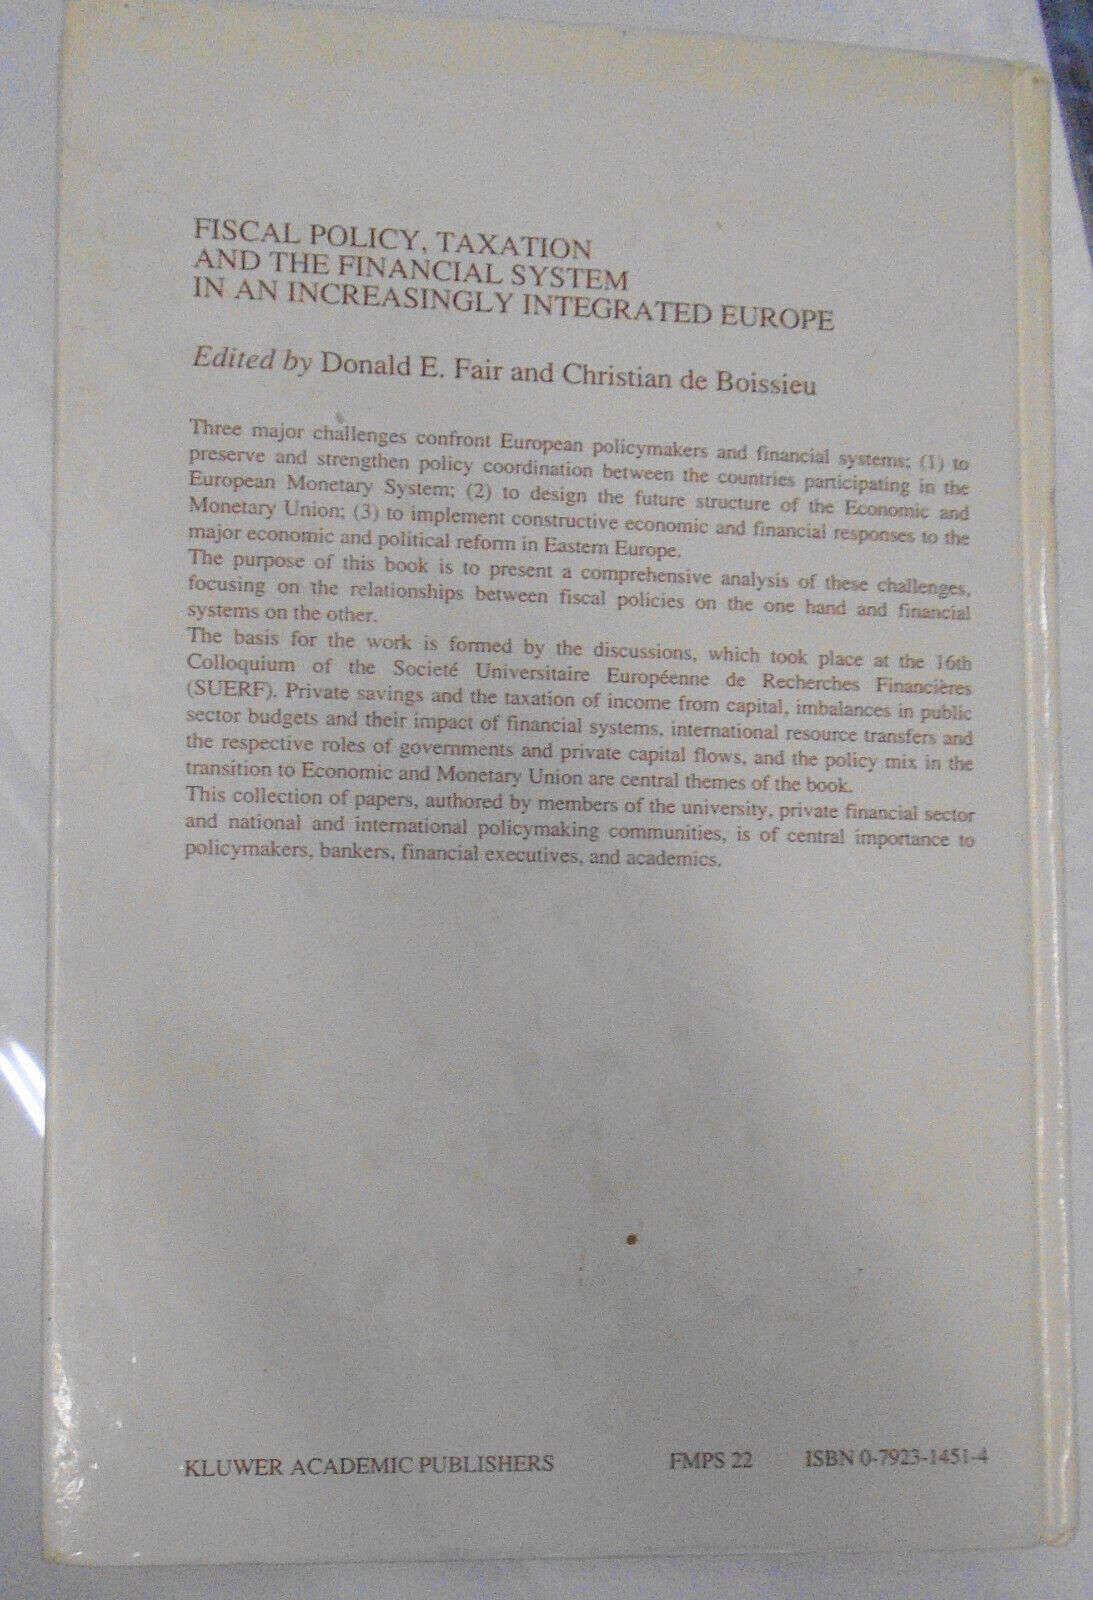 FISCAL POLICY, TAXATION
AND THE FINANCIAL SYSTEM
IN AN INCREASINGLY INTEGRATED EUROPE
Edited by Donald E. Fair and Christian de Boissieu
Three major challenges confront European policymakers and financial systems; (1) to
preserve and strengthen policy coordination between the countries participating in the
European Monetary System; (2) to design the future structure of the Economic and
Monetary Union; (3) to implement constructive economic and financial responses to the
major economic and political reform in Eastern Europe.
The purpose of this book is to present a comprehensive analysis of these challenges,
focusing on the relationships between fiscal policies on the one hand and financial
systems on the other.
The basis for the work is formed by the discussions, which took place at the 16th
Colloquium of the Societé Universitaire Européenne de Recherches Financières
(SUERF). Private savings and the taxation of income from capital, imbalances in public
sector budgets and their impact of financial systems, international resource transfers and
the respective roles of governments and private capital flows, and the policy mix in the
transition to Economic and Monetary Union are central themes of the book.
This collection of papers, authored by members of the university, private financial sector
and national and international policymaking communities, is of central importance to
policymakers, bankers, financial executives, and academics.
KLUWER ACADEMIC PUBLISHERS FMPS 22 ISBN 0-7923-1451-4